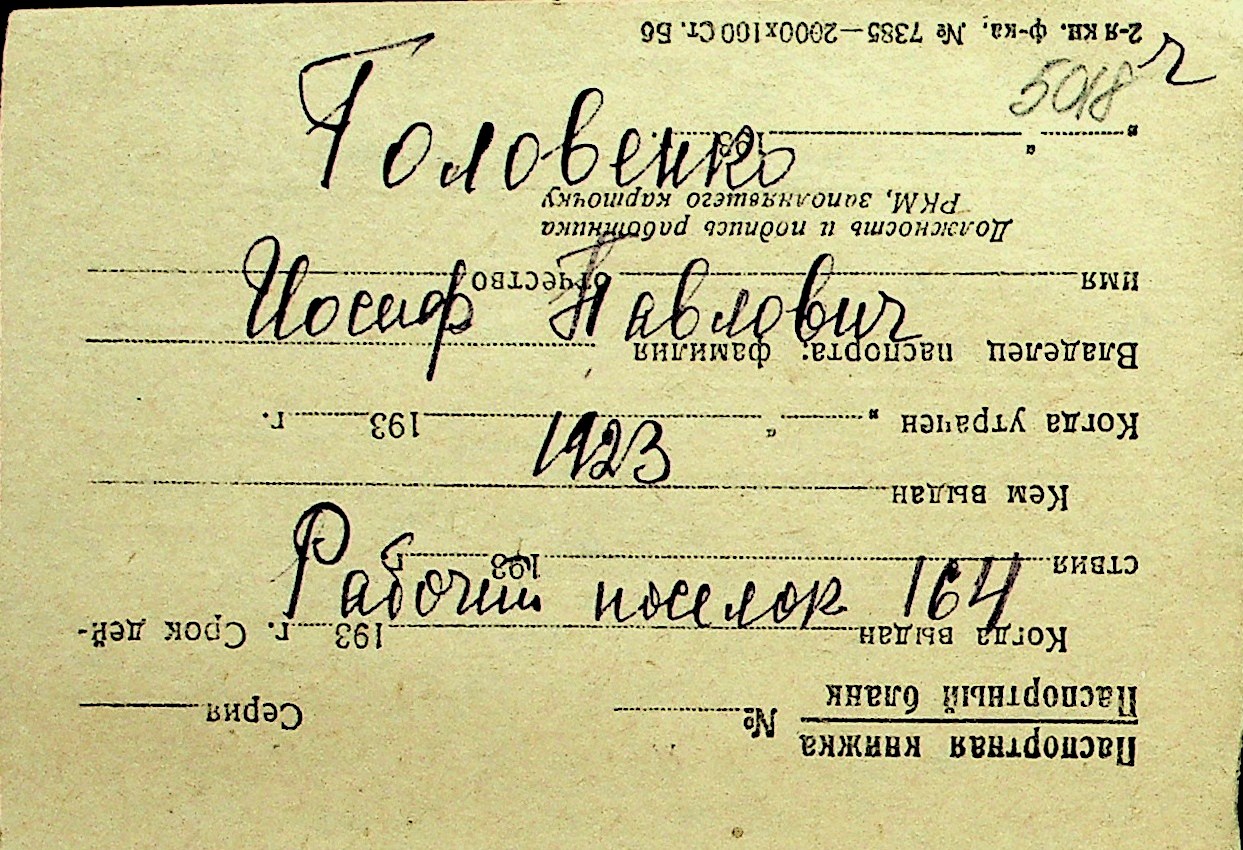 Головенко
Иосиф Павлович
1923
Рабочий поселок 164
5018
ч
Паспортная книжка
Паспортный бланк
№
Серия
Когда выдан 193 г. Срок дей-
ствия 193 г.
Кем выдан
Когда утрачен „ “ 193 г.
Владелец паспорта: фамилия
имя отчество
Должность и подпись работника
РКМ, заполнявшего карточку
„ “ 193 г.
2-я кн. ф-ка, № 7385—2000х100 Ст. Б6